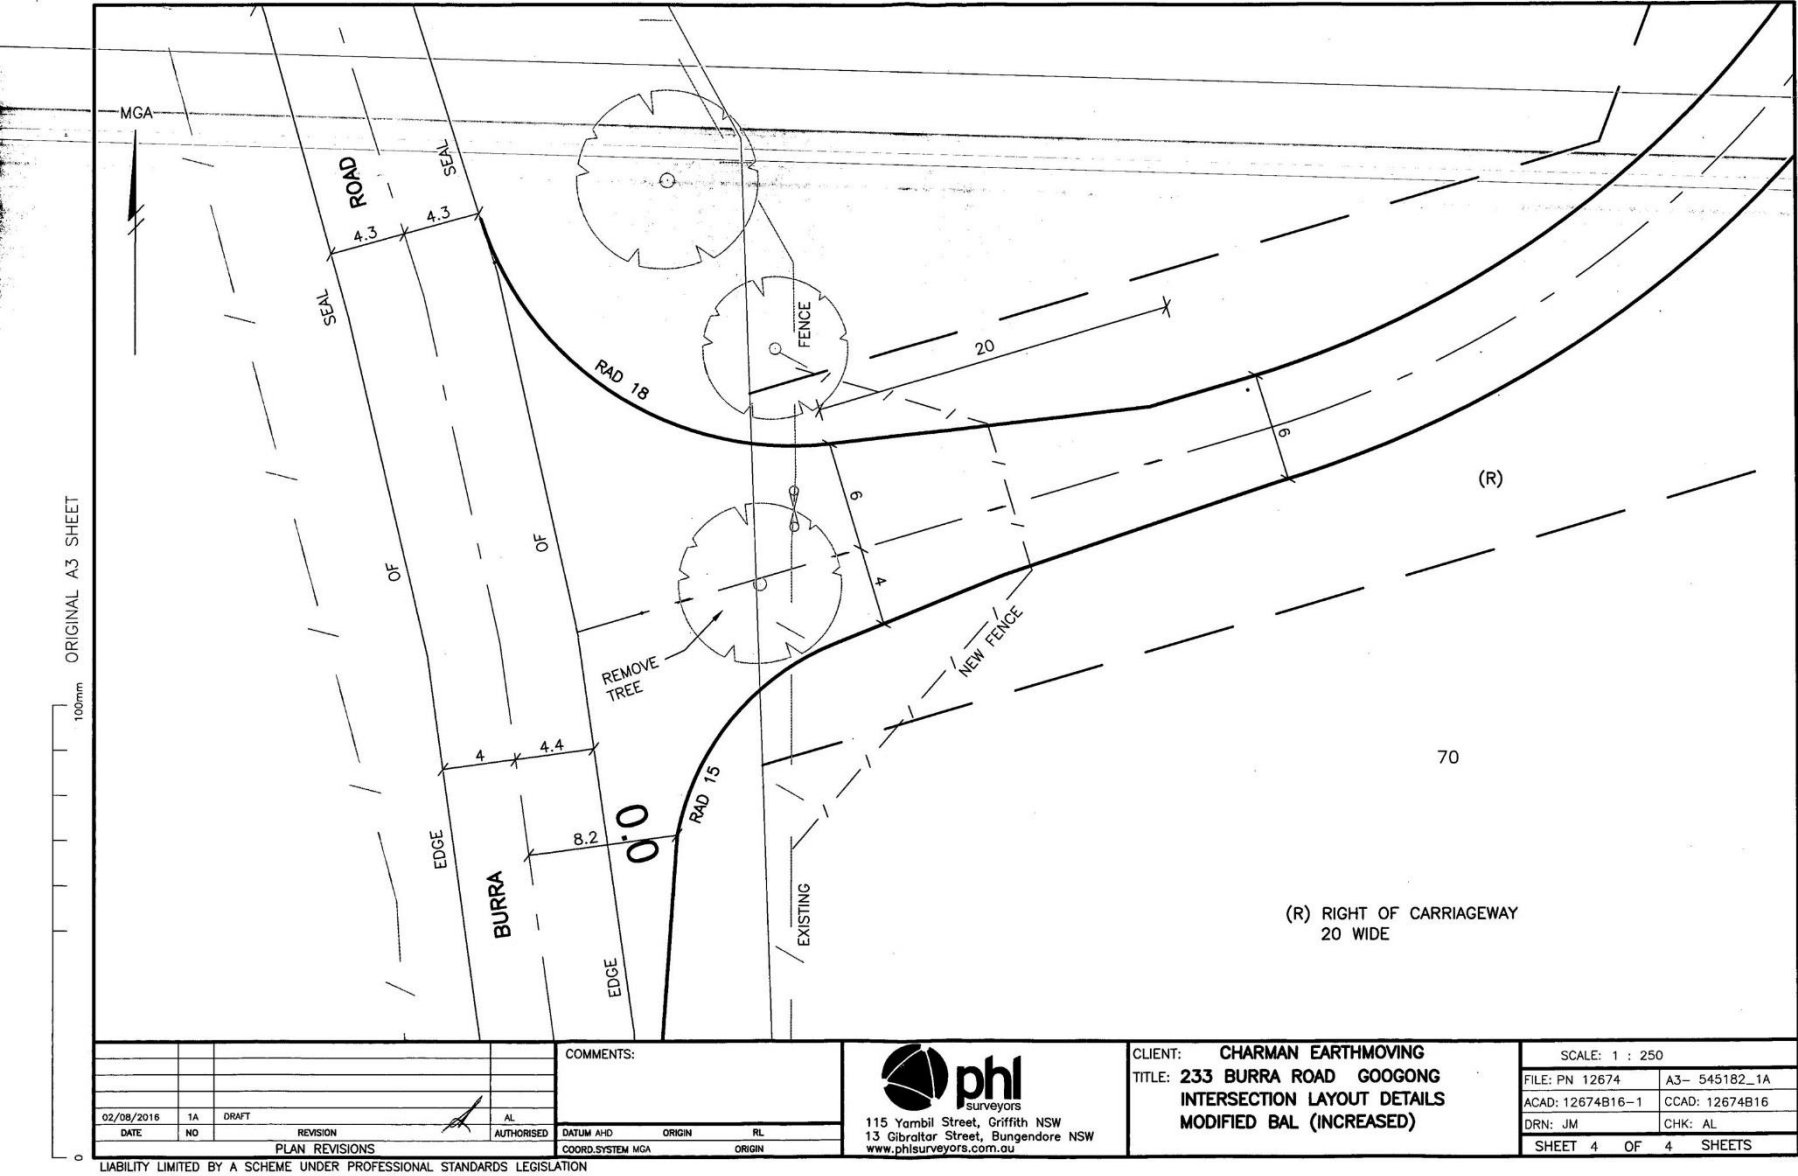 MGA
ROAD
SEAL
4.3
4.3
SEAL
RAD 18
FENCE
20
6
6
(R)
OF
OF
4
REMOVE
TREE
NEW FENCE
4
4.4
70
RAD 15
0.0
8.2
EDGE
BURRA
EXISTING
EDGE
(R) RIGHT OF CARRIAGEWAY
20 WIDE
ORIGINAL A3 SHEET
100mm
0
02/08/2016 1A DRAFT AL
DATE NO REVISION AUTHORISED
PLAN REVISIONS
COMMENTS:
DATUM AHD ORIGIN RL
COORD.SYSTEM MGA ORIGIN
phl
surveyors
115 Yambil Street, Griffith NSW
13 Gibraltar Street, Bungendore NSW
www.phlsurveyors.com.au
CLIENT: CHARMAN EARTHMOVING
TITLE: 233 BURRA ROAD GOOGONG
INTERSECTION LAYOUT DETAILS
MODIFIED BAL (INCREASED)
SCALE: 1 : 250
FILE: PN 12674 A3- 545182_1A
ACAD: 12674B16-1 CCAD: 12674B16
DRN: JM CHK: AL
SHEET 4 OF 4 SHEETS
LIABILITY LIMITED BY A SCHEME UNDER PROFESSIONAL STANDARDS LEGISLATION